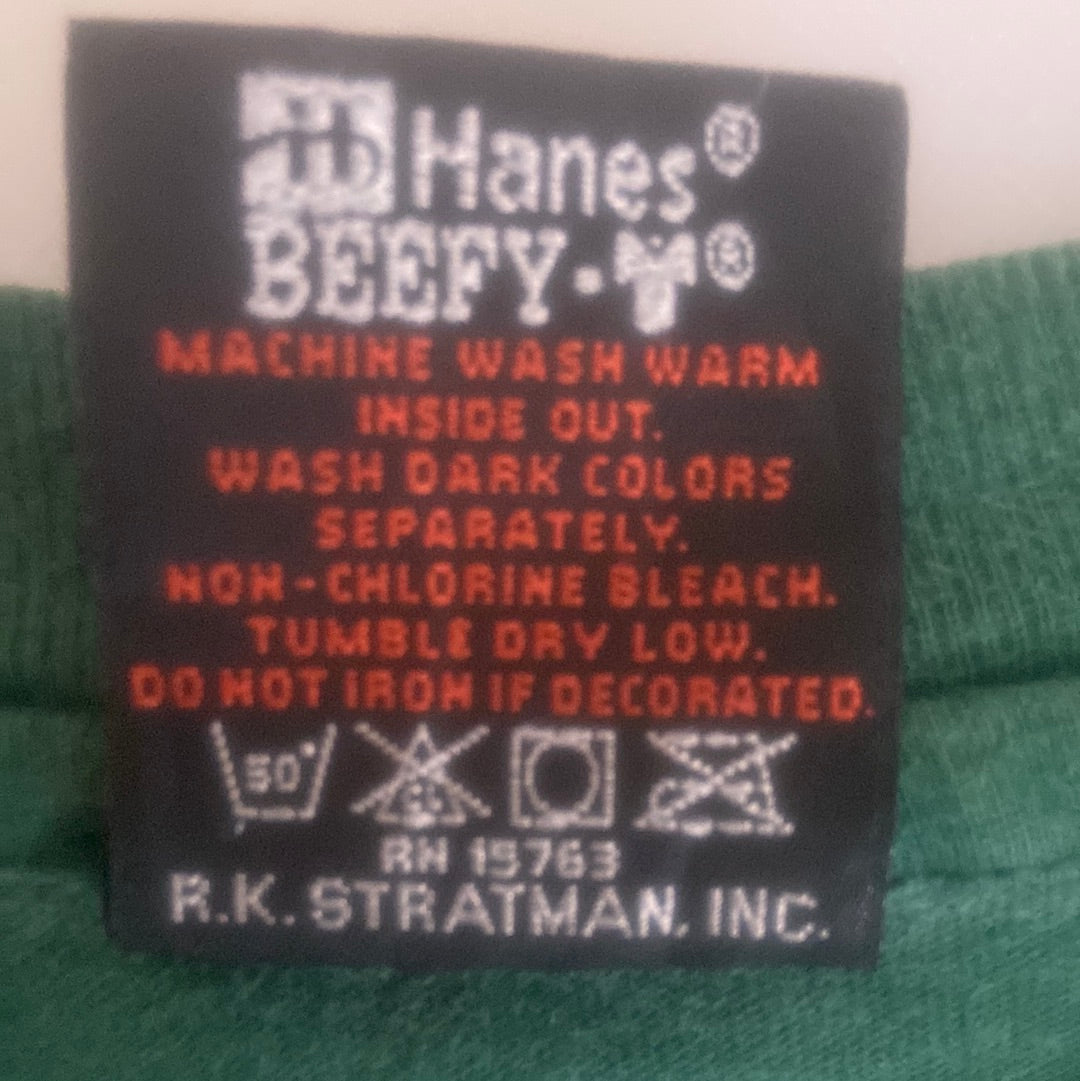 Hanes®
BEEFY-T®
MACHINE WASH WARM
INSIDE OUT.
WASH DARK COLORS
SEPARATELY.
NON-CHLORINE BLEACH.
TUMBLE DRY LOW.
DO NOT IRON IF DECORATED.
50° CL
RN 15763
R.K. STRATMAN, INC.